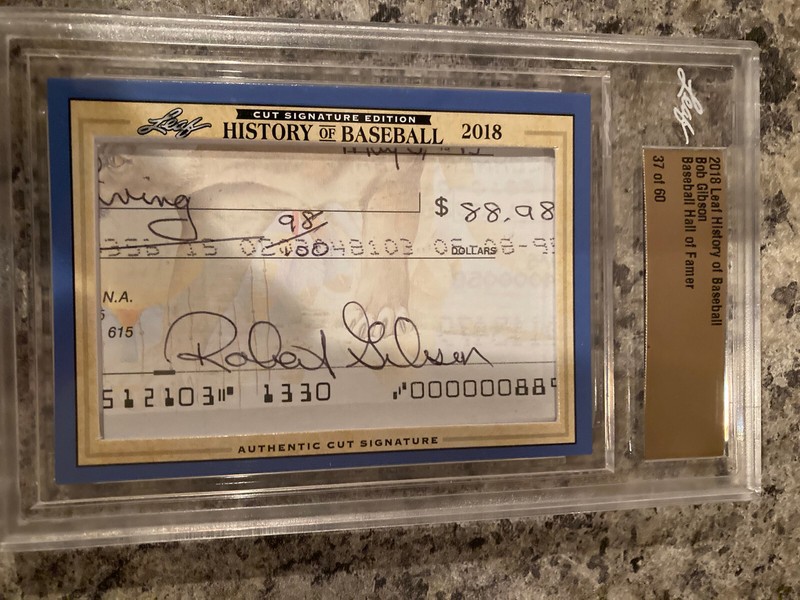 Leaf
CUT SIGNATURE EDITION
HISTORY OF BASEBALL 2018
$ 88.98
98/100
DOLLARS
N.A.
615
Robert Gibson
512103⑈ 1330 ⑈00000088
AUTHENTIC CUT SIGNATURE
Leaf
2018 Leaf History of Baseball
Bob Gibson
Baseball Hall of Famer
37 of 60